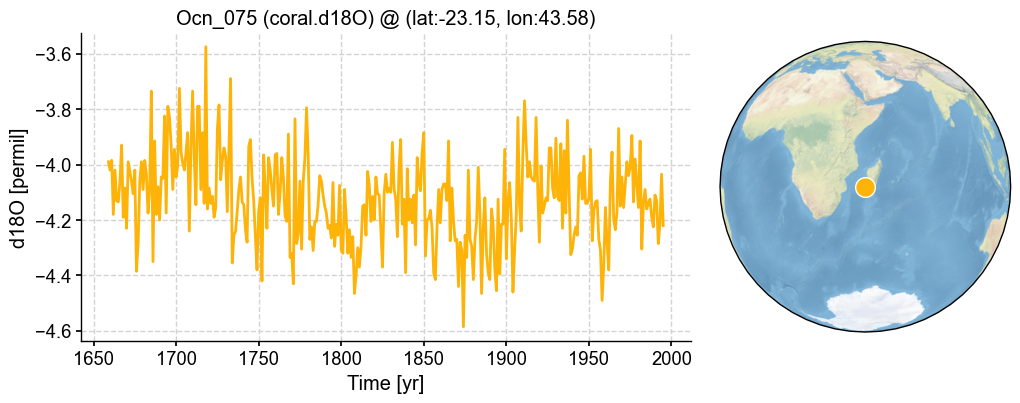 Ocn_075 (coral.d18O) @ (lat:-23.15, lon:43.58)
d18O [permil]
−3.6
−3.8
−4.0
−4.2
−4.4
−4.6
1650 1700 1750 1800 1850 1900 1950 2000
Time [yr]